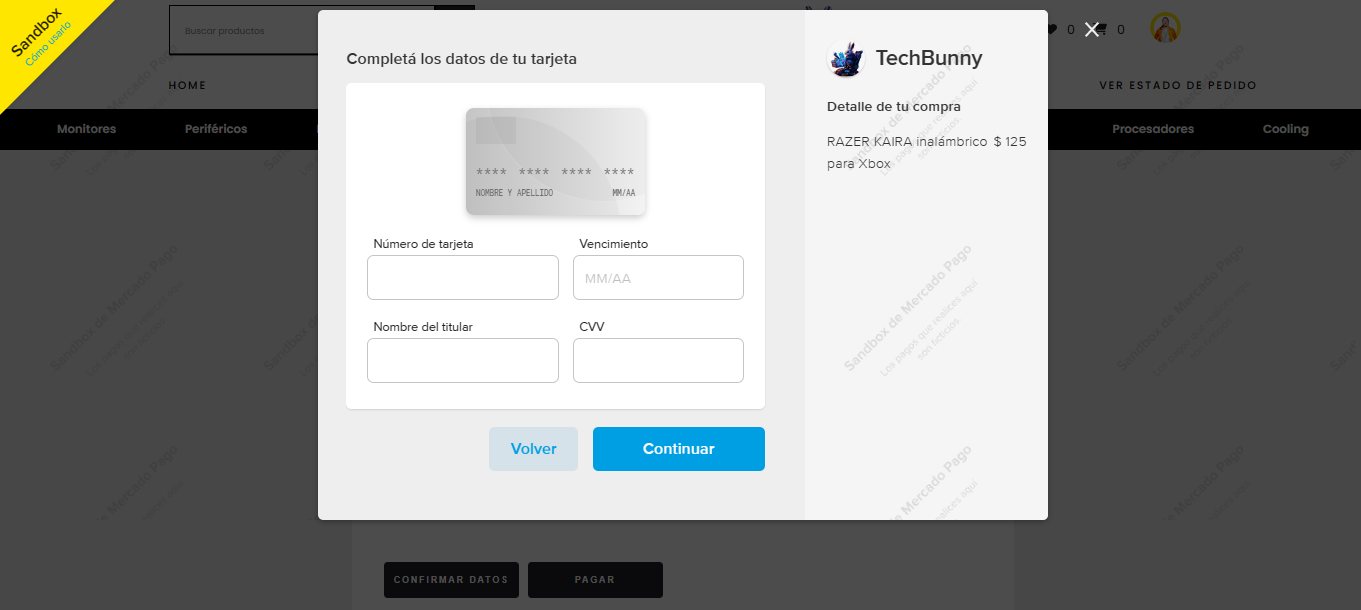 Sandbox
Cómo usarlo
Buscar productos
0
0
HOME
VER ESTADO DE PEDIDO
Monitores
Periféricos
Procesadores
Cooling
Completá los datos de tu tarjeta
**** **** **** ****
NOMBRE Y APELLIDO
MM/AA
Número de tarjeta
Vencimiento
MM/AA
Nombre del titular
CVV
Volver
Continuar
TechBunny
Detalle de tu compra
RAZER KAIRA inalámbrico $ 125
para Xbox
Sandbox de Mercado Pago
Los pagos que realices aquí
son ficticios.
CONFIRMAR DATOS
PAGAR